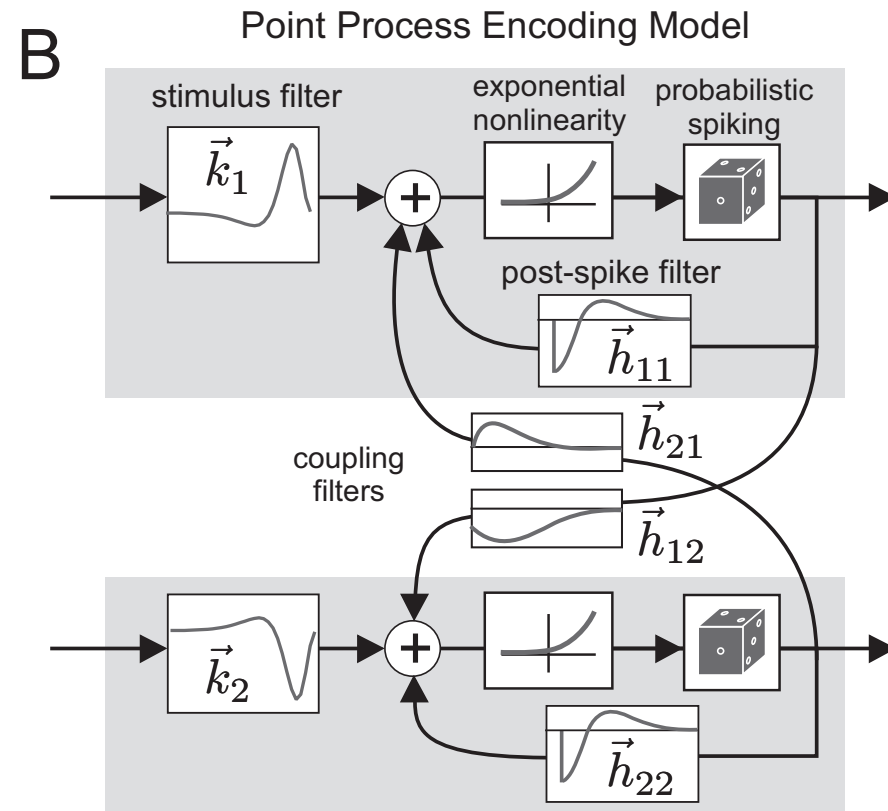 Point Process Encoding Model
B
stimulus filter
exponential
nonlinearity
probabilistic
spiking
k⃗₁
+
post-spike filter
h⃗₁₁
coupling
filters
h⃗₂₁
h⃗₁₂
k⃗₂
+
h⃗₂₂